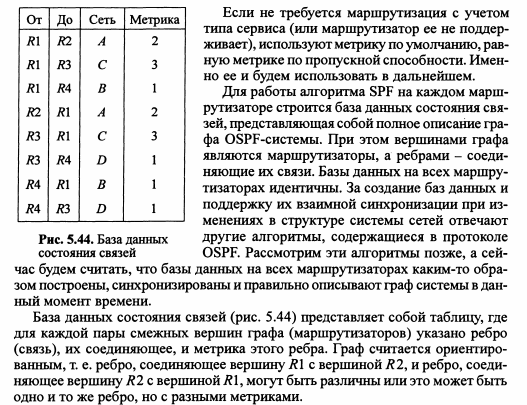 От До Сеть Метрика
R1 R2 A 2
R1 R3 C 3
R1 R4 B 1
R2 R1 A 2
R3 R1 C 3
R3 R4 D 1
R4 R1 B 1
R4 R3 D 1
Рис. 5.44. База данных
состояния связей
Если не требуется маршрутизация с учетом
типа сервиса (или маршрутизатор ее не поддер-
живает), используют метрику по умолчанию, рав-
ную метрике по пропускной способности. Имен-
но ее и будем использовать в дальнейшем.
Для работы алгоритма SPF на каждом марш-
рутизаторе строится база данных состояния свя-
зей, представляющая собой полное описание гра-
фа OSPF-системы. При этом вершинами графа
являются маршрутизаторы, а ребрами – соеди-
няющие их связи. Базы данных на всех маршру-
тизаторах идентичны. За создание баз данных и
поддержку их взаимной синхронизации при из-
менениях в структуре системы сетей отвечают
другие алгоритмы, содержащиеся в протоколе
OSPF. Рассмотрим эти алгоритмы позже, а сей-
час будем считать, что базы данных на всех маршрутизаторах каким-то обра-
зом построены, синхронизированы и правильно описывают граф системы в дан-
ный момент времени.
База данных состояния связей (рис. 5.44) представляет собой таблицу, где
для каждой пары смежных вершин графа (маршрутизаторов) указано ребро
(связь), их соединяющее, и метрика этого ребра. Граф считается ориентиро-
ванным, т. е. ребро, соединяющее вершину R1 с вершиной R2, и ребро, соеди-
няющее вершину R2 с вершиной R1, могут быть различны или это может быть
одно и то же ребро, но с разными метриками.